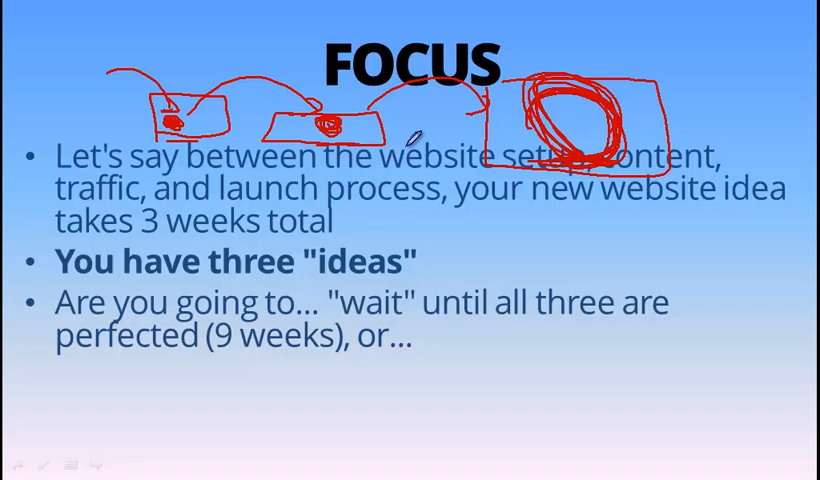 FOCUS
• Let's say between the website setup, content,
traffic, and launch process, your new website idea
takes 3 weeks total
• You have three "ideas"
• Are you going to... "wait" until all three are
perfected (9 weeks), or...